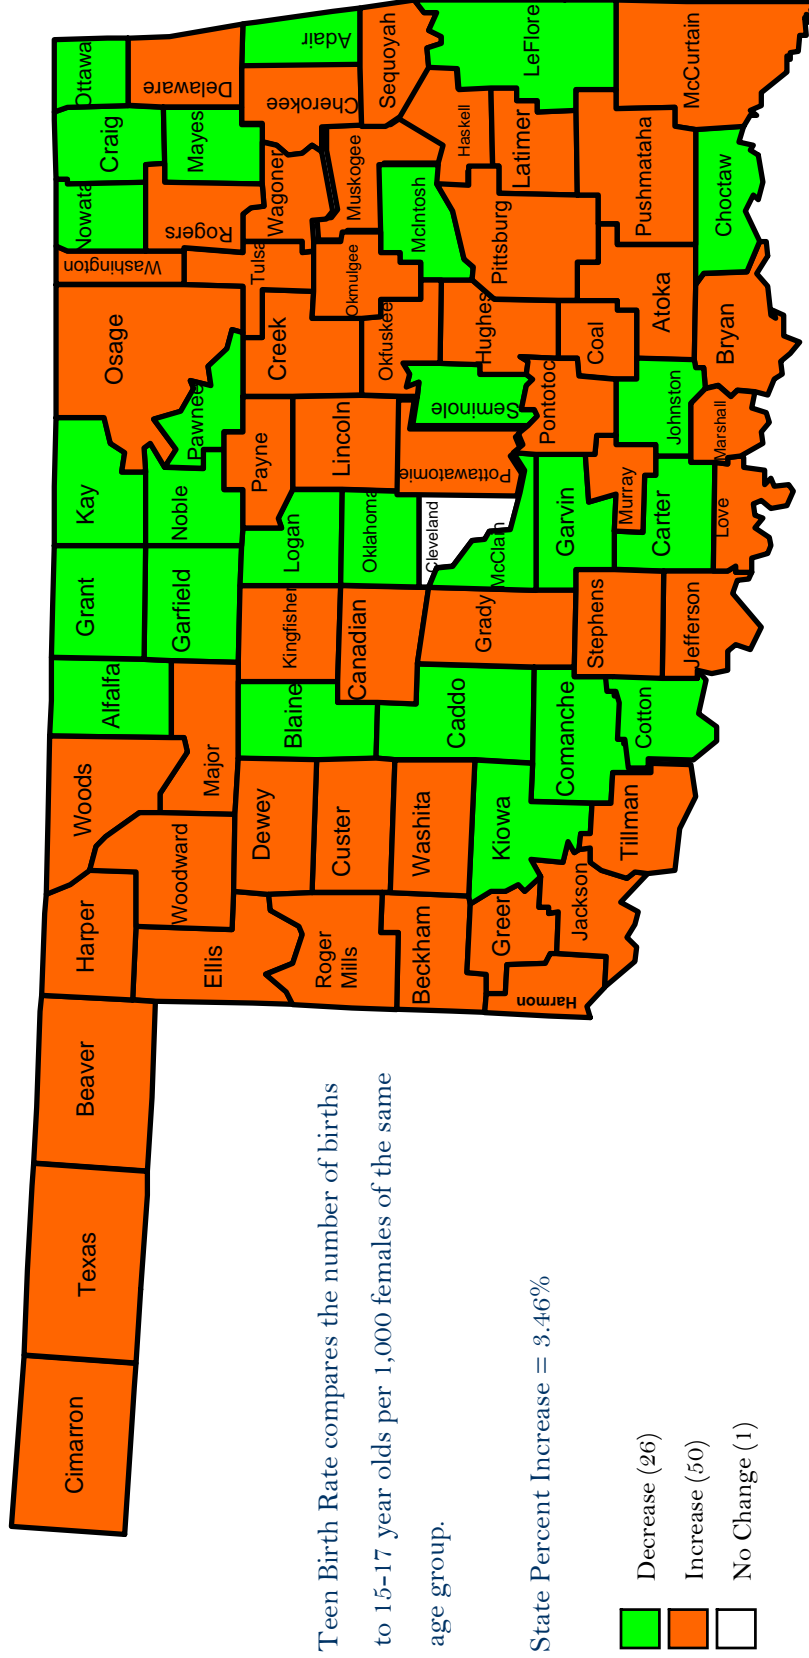 Cimarron
Texas
Beaver
Harper
Woods
Alfalfa
Grant
Kay
Osage
Washington
Nowata
Craig
Ottawa
Delaware
Mayes
Rogers
Ellis
Woodward
Major
Garfield
Noble
Pawnee
Tulsa
Wagoner
Cherokee
Adair
Roger
Mills
Dewey
Blaine
Kingfisher
Logan
Payne
Creek
Okmulgee
Muskogee
Sequoyah
Custer
Canadian
Oklahoma
Lincoln
Okfuskee
McIntosh
Haskell
LeFlore
Beckham
Washita
Caddo
Grady
Cleveland
McClain
Pottawatomie
Seminole
Hughes
Pittsburg
Latimer
Greer
Kiowa
Harmon
Jackson
Comanche
Stephens
Garvin
Pontotoc
Coal
Atoka
Pushmataha
McCurtain
Tillman
Cotton
Jefferson
Murray
Carter
Johnston
Love
Marshall
Bryan
Choctaw
Teen Birth Rate compares the number of births
to 15-17 year olds per 1,000 females of the same
age group.
State Percent Increase = 3.46%
Decrease (26)
Increase (50)
No Change (1)